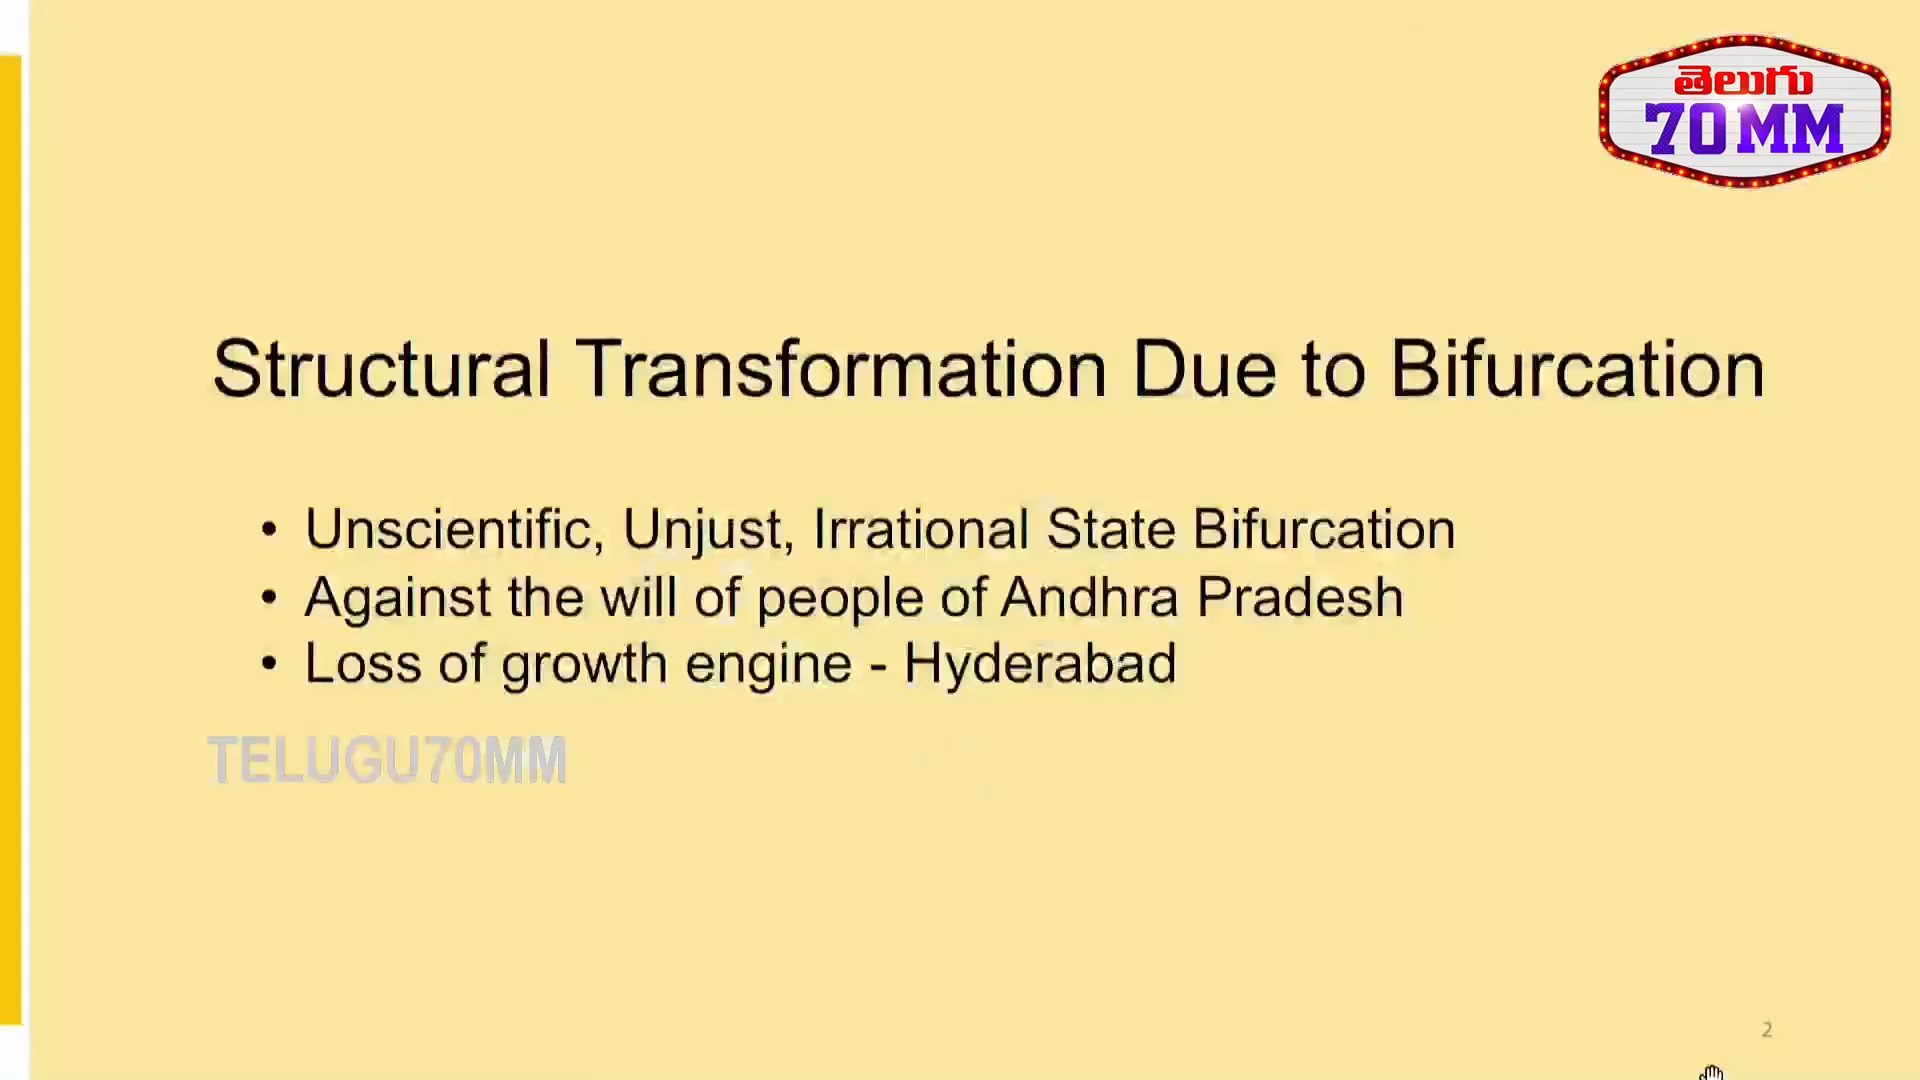 తెలుగు
70MM
Structural Transformation Due to Bifurcation
• Unscientific, Unjust, Irrational State Bifurcation
• Against the will of people of Andhra Pradesh
• Loss of growth engine - Hyderabad
TELUGU70MM
2